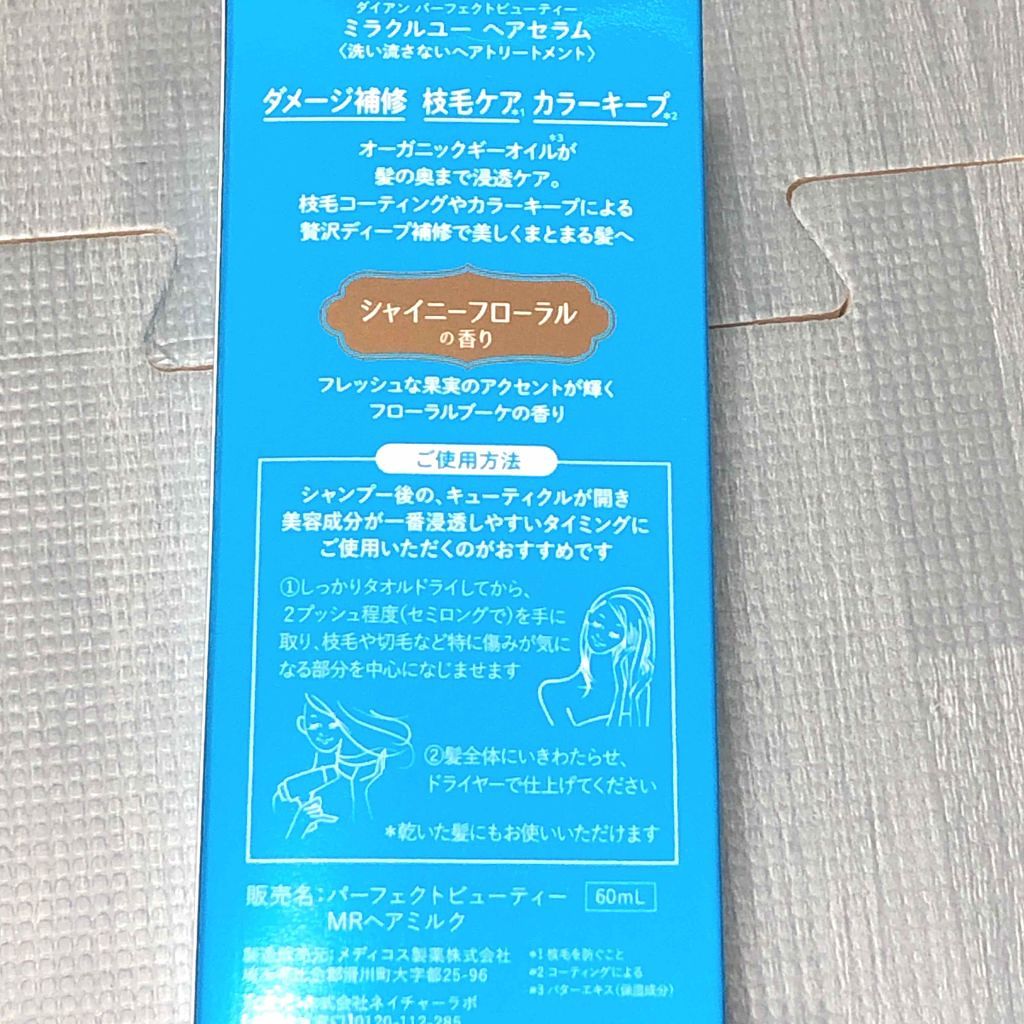 ダイアン パーフェクトビューティー
ミラクルユー ヘアセラム
〈洗い流さないヘアトリートメント〉
ダメージ補修 枝毛ケア*1 カラーキープ*2
オーガニックギーオイル*3が
髪の奥まで浸透ケア。
枝毛コーティングやカラーキープによる
贅沢ディープ補修で美しくまとまる髪へ
シャイニーフローラル
の香り
フレッシュな果実のアクセントが輝く
フローラルブーケの香り
ご使用方法
シャンプー後の、キューティクルが開き
美容成分が一番浸透しやすいタイミングに
ご使用いただくのがおすすめです
①しっかりタオルドライしてから、
2プッシュ程度(セミロングで)を手に
取り、枝毛や切毛など特に傷みが気に
なる部分を中心になじませます
②髪全体にいきわたらせ、
ドライヤーで仕上げてください
*乾いた髪にもお使いいただけます
販売名:パーフェクトビューティー
MRヘアミルク
60mL
メディコス製薬株式会社
滑川町大字都25-96
株式会社ネイチャーラボ
0120-112-286
*1 枝毛を防ぐこと
*2 コーティングによる
*3 バターエキス(保湿成分)